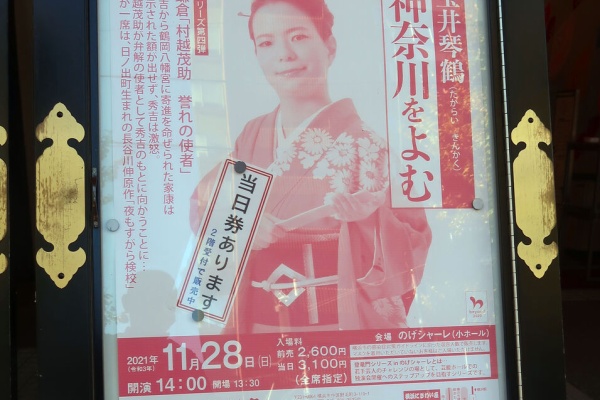 玉井琴鶴
(たがらい きんかく)
神奈川をよむ
リーズ第四弾
鎌倉「村越茂助 誉れの使者」
吉から鶴岡八幡宮に寄進を命ぜられた家康は
示された額か出せず、秀吉は激怒。
越茂助が弁解の使者として秀吉のもとに向かうことに…
か一席は、日ノ出町生まれの長谷川伸原作「夜もすがら検校」
当日券あります
2階受付で販売中
2021年
(令和3年)
11月28日(日)
開演 14:00 開場 13:30
入場料
前売 2,600円
当日 3,100円
(全席指定)
会場 のげシャーレ(小ホール)